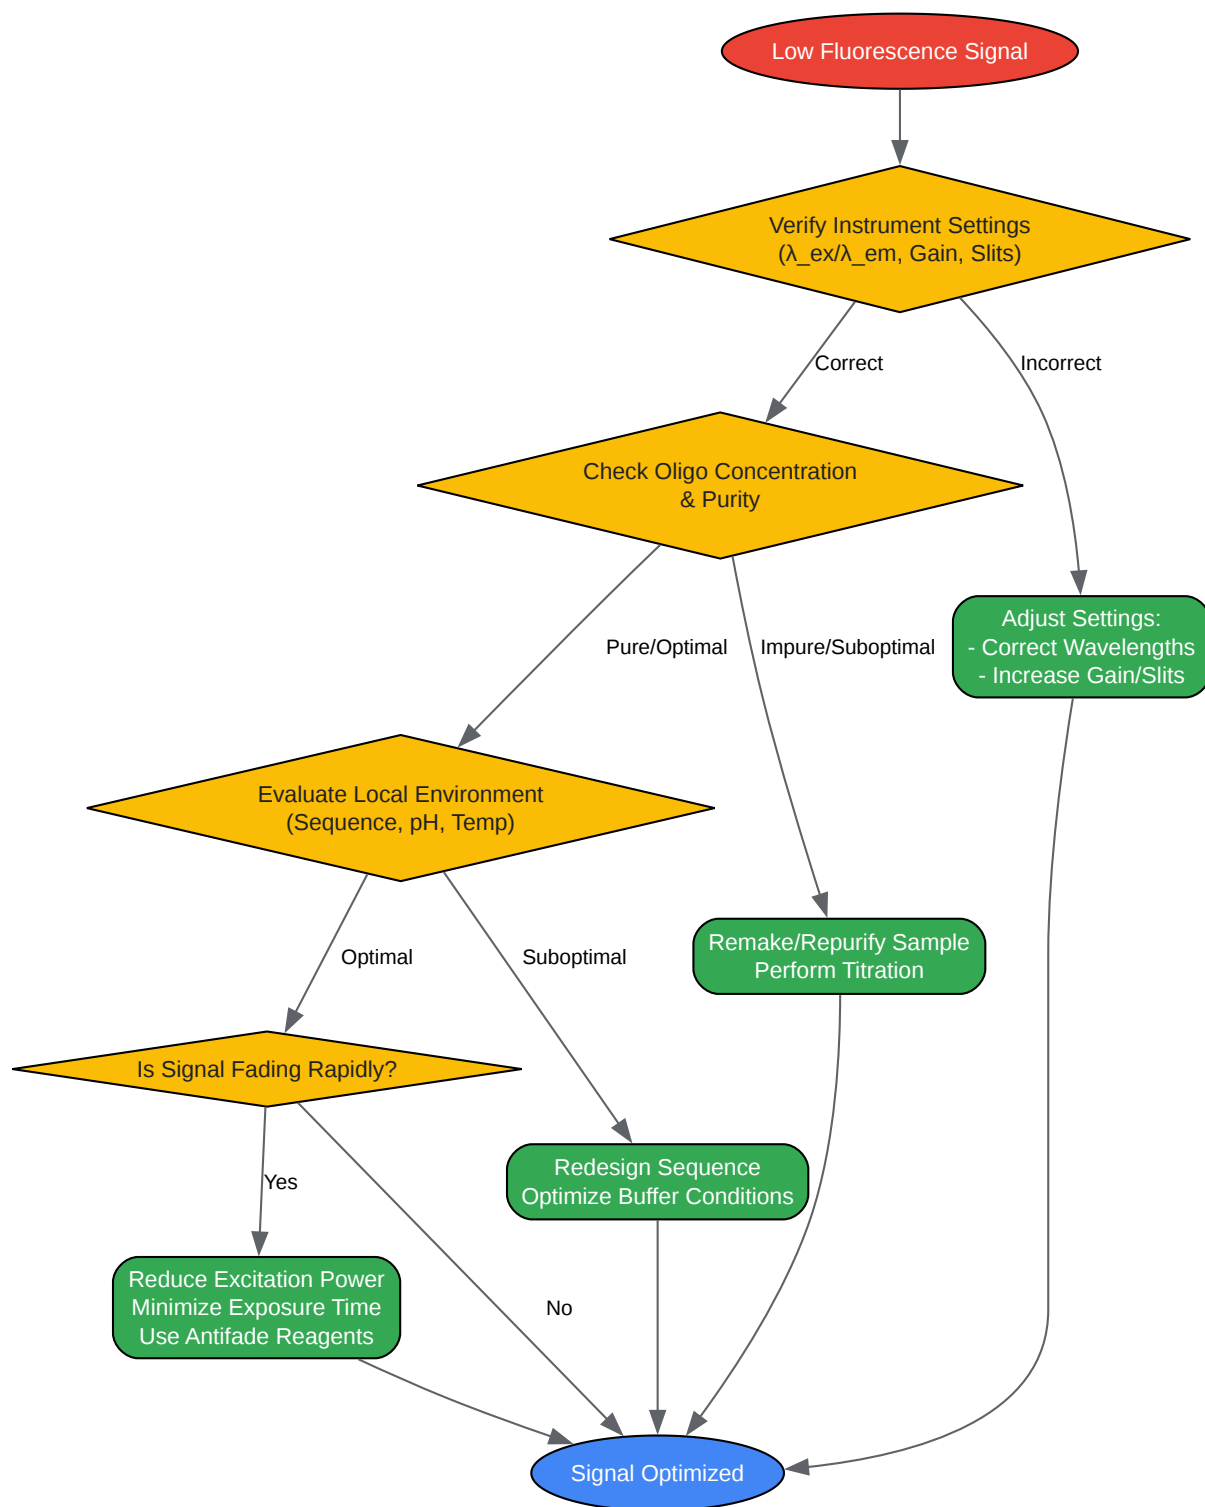 Low Fluorescence Signal
Verify Instrument Settings
(λ_ex/λ_em, Gain, Slits)
Correct
Incorrect
Check Oligo Concentration
& Purity
Adjust Settings:
- Correct Wavelengths
- Increase Gain/Slits
Pure/Optimal
Impure/Suboptimal
Evaluate Local Environment
(Sequence, pH, Temp)
Remake/Repurify Sample
Perform Titration
Optimal
Suboptimal
Is Signal Fading Rapidly?
Redesign Sequence
Optimize Buffer Conditions
Yes
Reduce Excitation Power
Minimize Exposure Time
Use Antifade Reagents
No
Signal Optimized